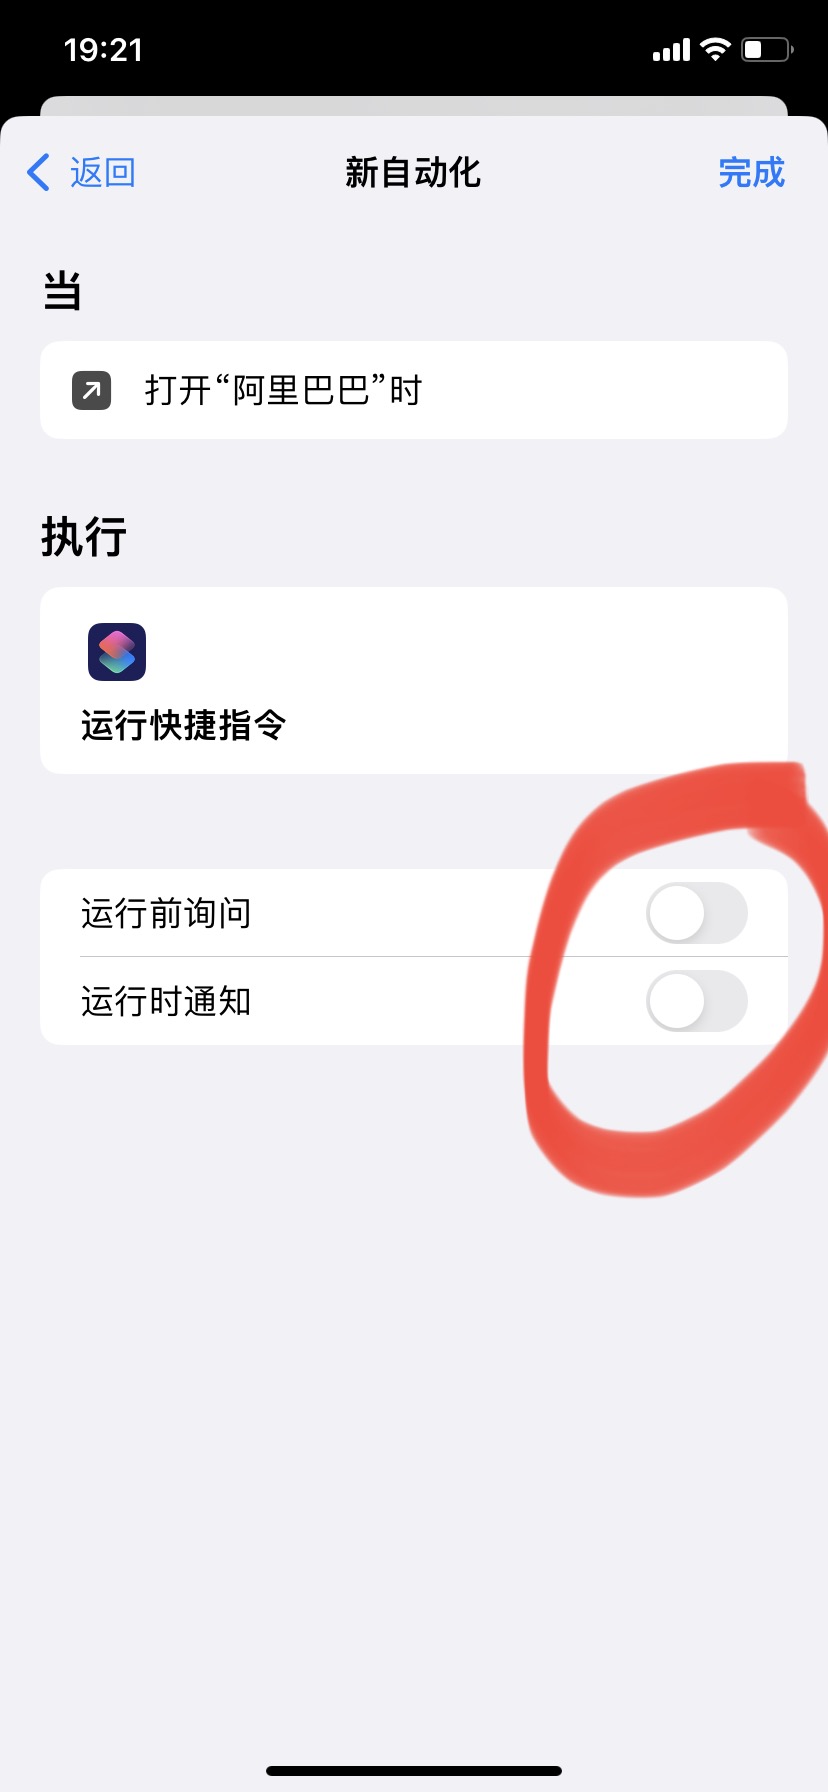 19:21
返回
新自动化
完成
当
打开“阿里巴巴”时
执行
运行快捷指令
运行前询问
运行时通知